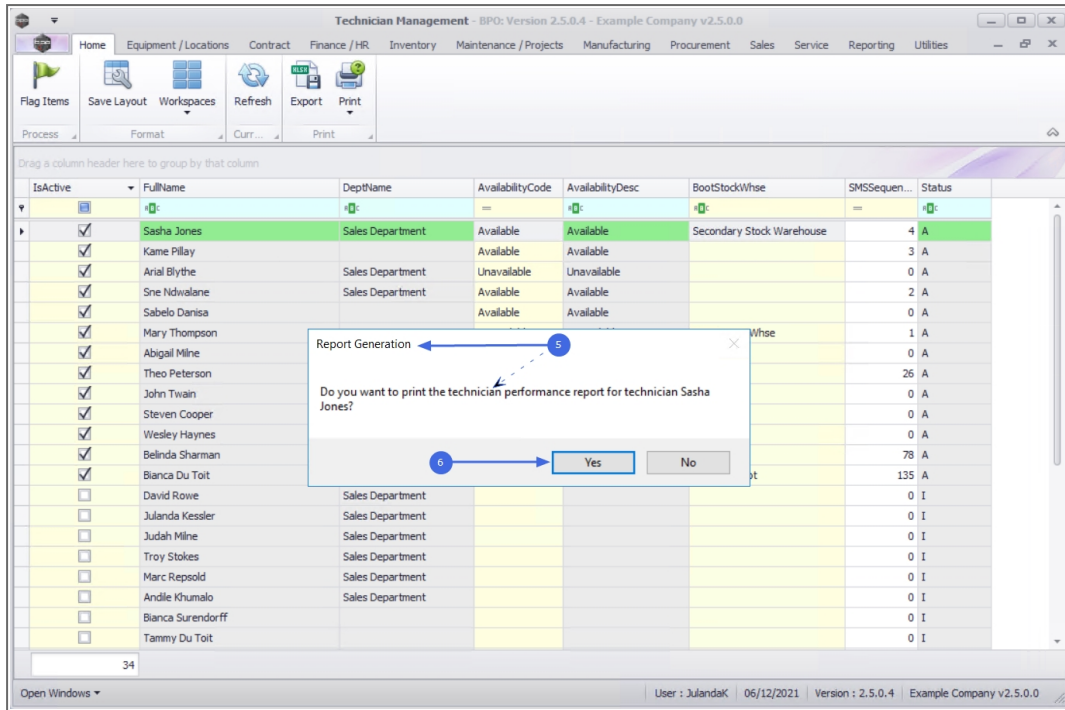 Technician Management - BPO: Version 2.5.0.4 - Example Company v2.5.0.0
Home Equipment / Locations Contract Finance / HR Inventory Maintenance / Projects Manufacturing Procurement Sales Service Reporting Utilities
Flag Items Save Layout Workspaces Refresh Export Print
Process Format Curr... Print
Drag a column header here to group by that column
IsActive FullName DeptName AvailabilityCode AvailabilityDesc BootStockWhse SMSSequen... Status
Sasha Jones Sales Department Available Available Secondary Stock Warehouse 4 A
Kame Pillay Available Available 3 A
Arial Blythe Sales Department Unavailable Unavailable 0 A
Sne Ndwalane Sales Department Available Available 2 A
Sabelo Danisa Available Available 0 A
Mary Thompson Whse 1 A
Abigail Milne 0 A
Theo Peterson 26 A
John Twain 0 A
Steven Cooper 0 A
Wesley Haynes 0 A
Belinda Sharman 78 A
Bianca Du Toit 135 A
Report Generation 5
Do you want to print the technician performance report for technician Sasha
Jones?
6 Yes No
David Rowe Sales Department 0 I
Julanda Kessler Sales Department 0 I
Judah Milne Sales Department 0 I
Troy Stokes Sales Department 0 I
Marc Repsold Sales Department 0 I
Andile Khumalo Sales Department 0 I
Bianca Surendorff 0 I
Tammy Du Toit 0 I
34
Open Windows User : JulandaK 06/12/2021 Version : 2.5.0.4 Example Company v2.5.0.0